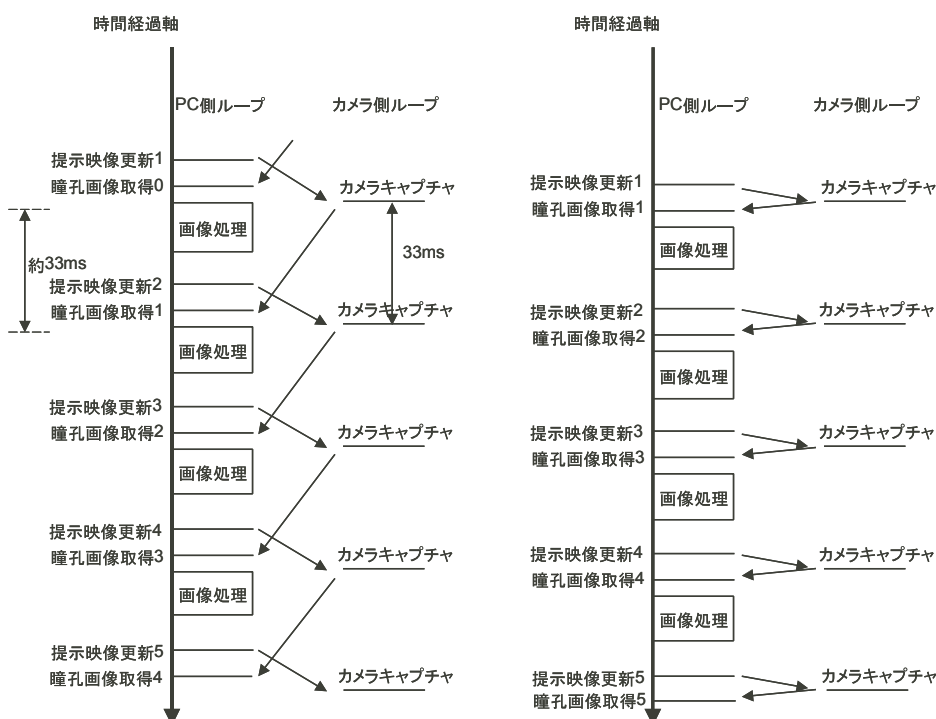 時間経過軸
PC側ループ
カメラ側ループ
提示映像更新1
瞳孔画像取得0
カメラキャプチャ
画像処理
約33ms
33ms
提示映像更新2
瞳孔画像取得1
カメラキャプチャ
画像処理
提示映像更新3
瞳孔画像取得2
カメラキャプチャ
画像処理
提示映像更新4
瞳孔画像取得3
カメラキャプチャ
画像処理
提示映像更新5
瞳孔画像取得4
カメラキャプチャ
時間経過軸
PC側ループ
カメラ側ループ
提示映像更新1
瞳孔画像取得1
カメラキャプチャ
画像処理
提示映像更新2
瞳孔画像取得2
カメラキャプチャ
画像処理
提示映像更新3
瞳孔画像取得3
カメラキャプチャ
画像処理
提示映像更新4
瞳孔画像取得4
カメラキャプチャ
画像処理
提示映像更新5
瞳孔画像取得5
カメラキャプチャ